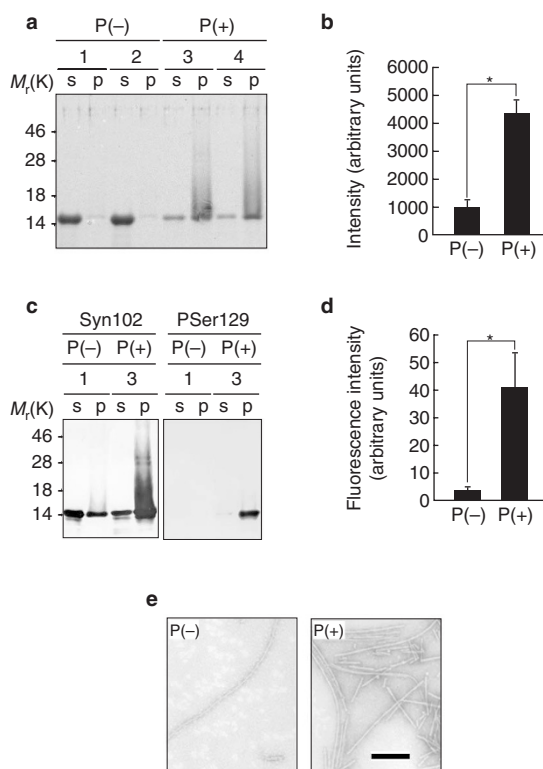 a
P(–) P(+)
1 2 3 4
Mr(K) s p s p s p s p
46
28
18
14
b
Intensity (arbitrary units)
6000
5000
4000
3000
2000
1000
0
*
P(–) P(+)
c
Syn102 PSer129
P(–) P(+) P(–) P(+)
1 3 1 3
Mr(K) s p s p s p s p
46
28
18
14
d
Fluorescence intensity
(arbitrary units)
60
50
40
30
20
10
0
*
P(–) P(+)
e
P(–) P(+)